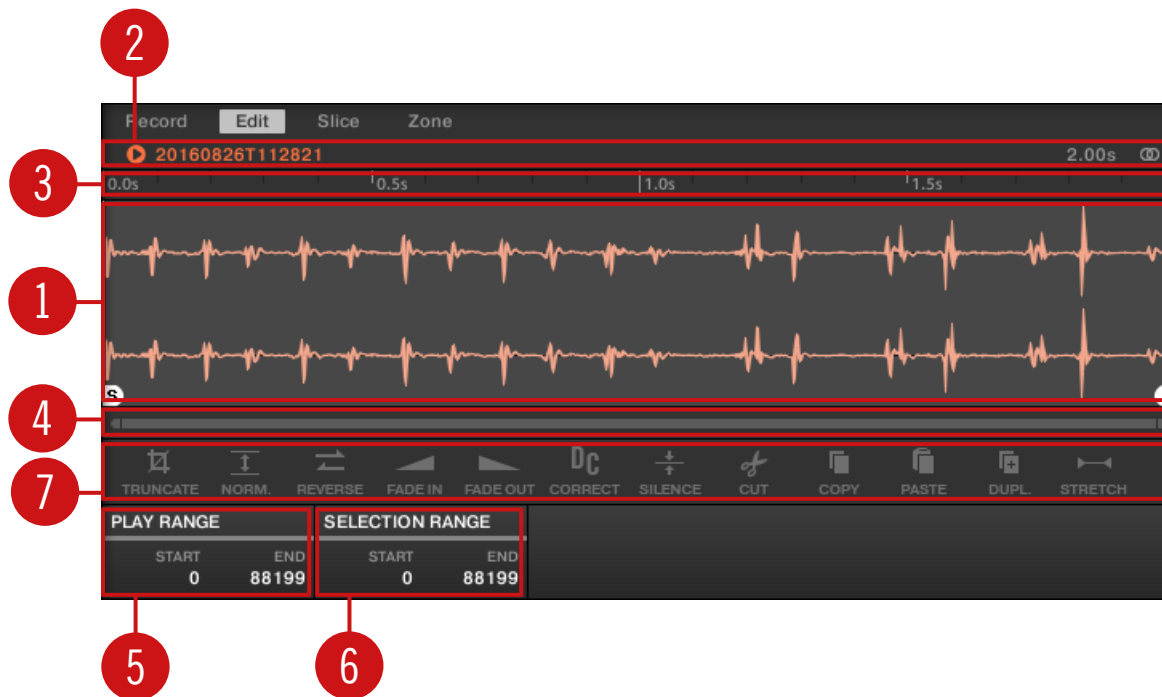 2
Record Edit Slice Zone
20160826T112821 2.00s
3
0.0s 0.5s 1.0s 1.5s
1
S
4
7
TRUNCATE NORM. REVERSE FADE IN FADE OUT DC CORRECT SILENCE CUT COPY PASTE DUPL. STRETCH
PLAY RANGE SELECTION RANGE
START END START END
0 88199 0 88199
5 6